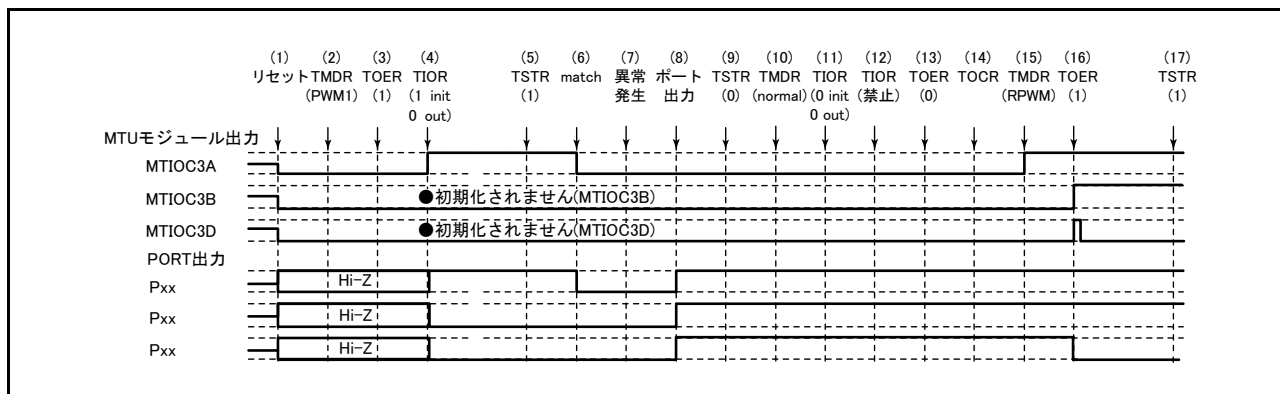 (1) (2) (3) (4) (5) (6) (7) (8) (9) (10) (11) (12) (13) (14) (15) (16) (17)
リセット TMDR TOER TIOR TSTR match 異常 ポート TSTR TMDR TIOR TIOR TOER TOCR TMDR TOER TSTR
(PWM1) (1) (1 init (1) 発生 出力 (0) (normal) (0 init (禁止) (0) (RPWM) (1) (1)
0 out) 0 out)
MTUモジュール出力
MTIOC3A
MTIOC3B ●初期化されません(MTIOC3B)
MTIOC3D ●初期化されません(MTIOC3D)
PORT出力
Pxx Hi-Z
Pxx Hi-Z
Pxx Hi-Z